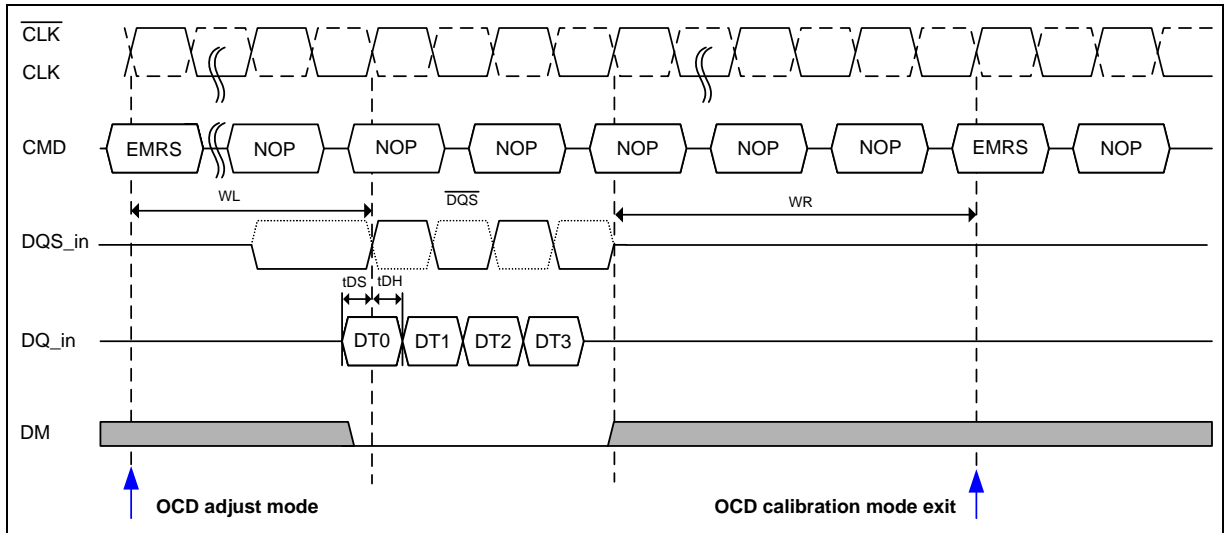 CLK
CLK
CMD EMRS NOP NOP NOP NOP NOP NOP EMRS NOP
WL DQS WR
DQS_in
tDS tDH
DQ_in DT0 DT1 DT2 DT3
DM
OCD adjust mode OCD calibration mode exit